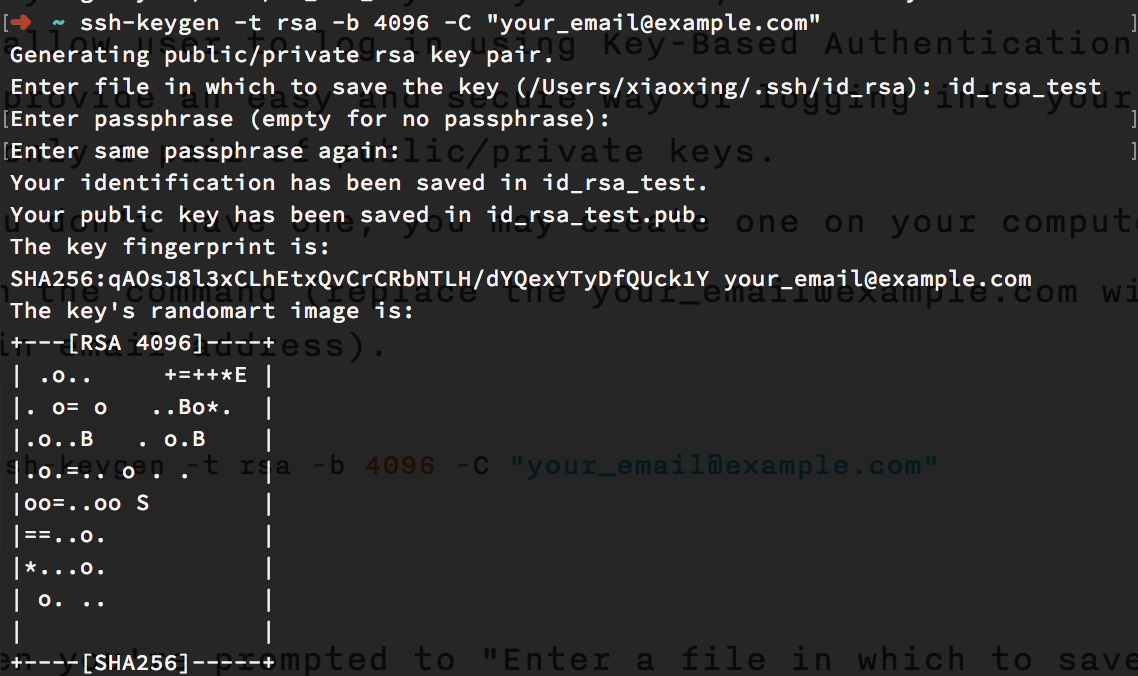 ➜  ~ ssh-keygen -t rsa -b 4096 -C "your_email@example.com"
allow user to log in using Key-Based Authentication
Generating public/private rsa key pair.
Enter file in which to save the key (/Users/xiaoxing/.ssh/id_rsa): id_rsa_test
provide an easy and secure way of logging into your
Enter passphrase (empty for no passphrase):
Enter same passphrase again:
public/private keys.
Your identification has been saved in id_rsa_test.
Your public key has been saved in id_rsa_test.pub.
don't have one, you may create one on your
The key fingerprint is:
SHA256:qAOsJ8l3xCLhEtxQvCrCRbNTLH/dYQexYTyDfQUck1Y your_email@example.com
the command (replace the your_email@example.com
The key's randomart image is:
+---[RSA 4096]----+
email address).
| .o..     +=++*E |
|. o= o   ..Bo*.  |
|.o..B   . o.B    |
|.o.=.. o . .     |
ssh-keygen -t rsa -b 4096 -C "your_email@example.com"
|oo=..oo S        |
|==..o.           |
|*...o.           |
| o. ..           |
|                 |
+----[SHA256]-----+
prompted to "Enter a file in which to save